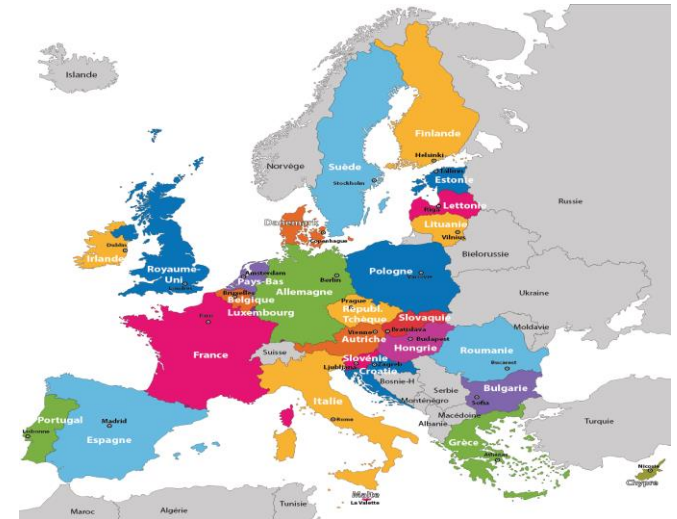 Islande
Finlande
Helsinki
Norvège
Suède
Stockholm
Tallinn
Estonie
Russie
Riga
Lettonie
Danemark
Copenhague
Lituanie
Vilnius
Dublin
Irlande
Royaume-
Uni
Londres
Amsterdam
Pays-Bas
Berlin
Allemagne
Pologne
Varsovie
Bielorussie
Bruxelles
Belgique
Luxembourg
Prague
Républ.
Tchèque
Ukraine
Paris
France
Slovaquie
Vienne
Bratislava
Autriche
Budapest
Hongrie
Moldavie
Suisse
Slovénie
Ljubljana
Zagreb
Croatie
Roumanie
Bucarest
Bosnie-H
Serbie
Bulgarie
Sofia
Monténégro
Macédoine
Albanie
Italie
Rome
Portugal
Lisbonne
Madrid
Espagne
Grèce
Athènes
Turquie
Nicosie
Chypre
Malte
La Valette
Maroc
Algérie
Tunisie